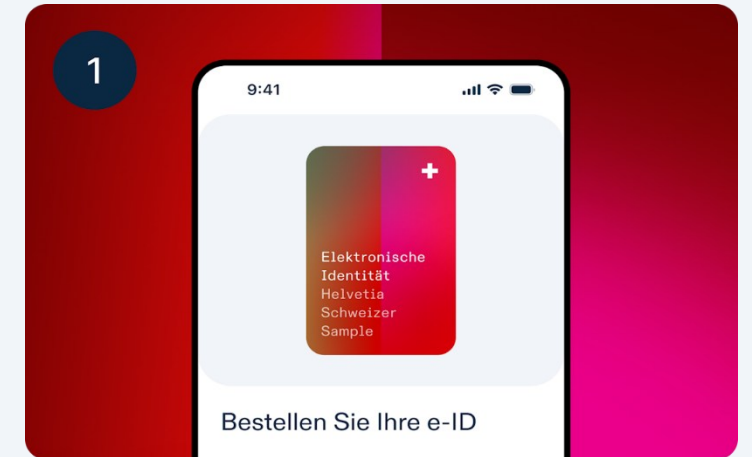 1
9:41
Elektronische
Identität
Helvetia
Schweizer
Sample
Bestellen Sie Ihre e-ID